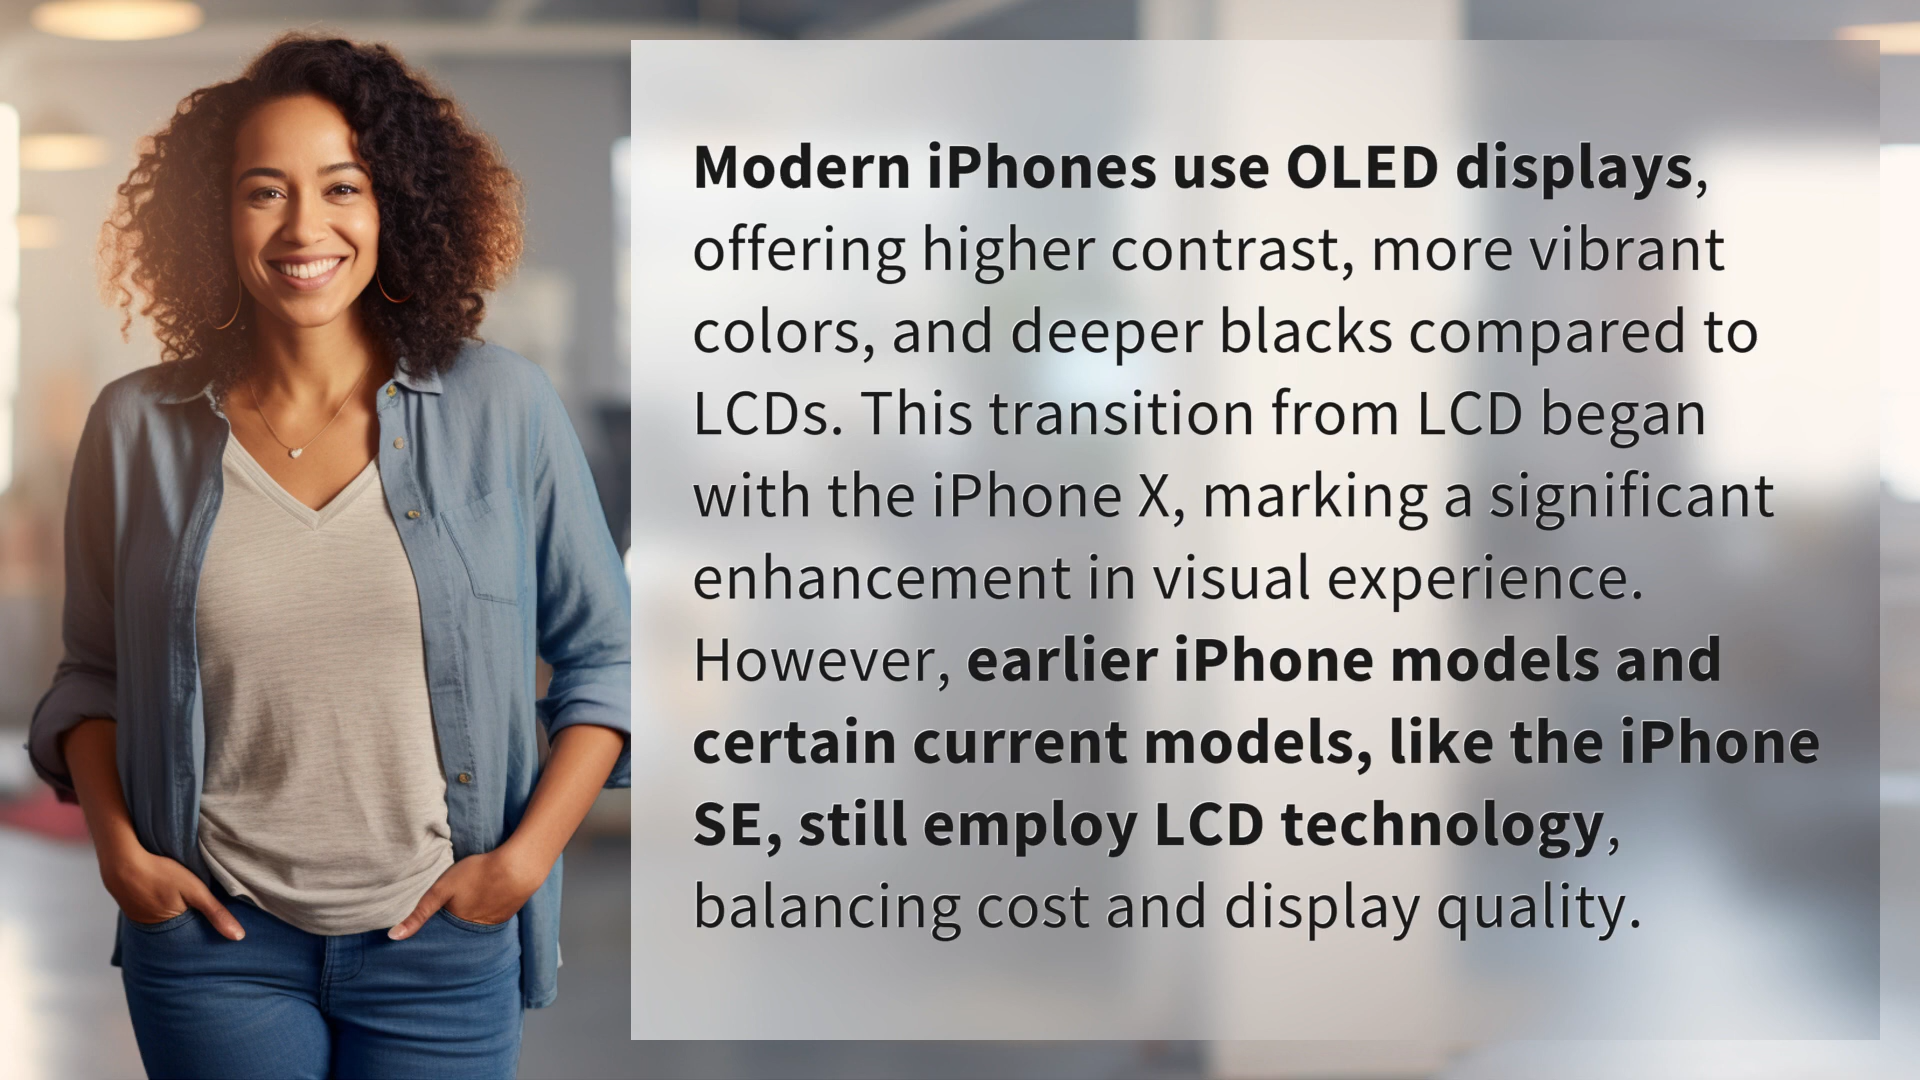 Modern iPhones use OLED displays,
offering higher contrast, more vibrant
colors, and deeper blacks compared to
LCDs. This transition from LCD began
with the iPhone X, marking a significant
enhancement in visual experience.
However, earlier iPhone models and
certain current models, like the iPhone
SE, still employ LCD technology,
balancing cost and display quality.